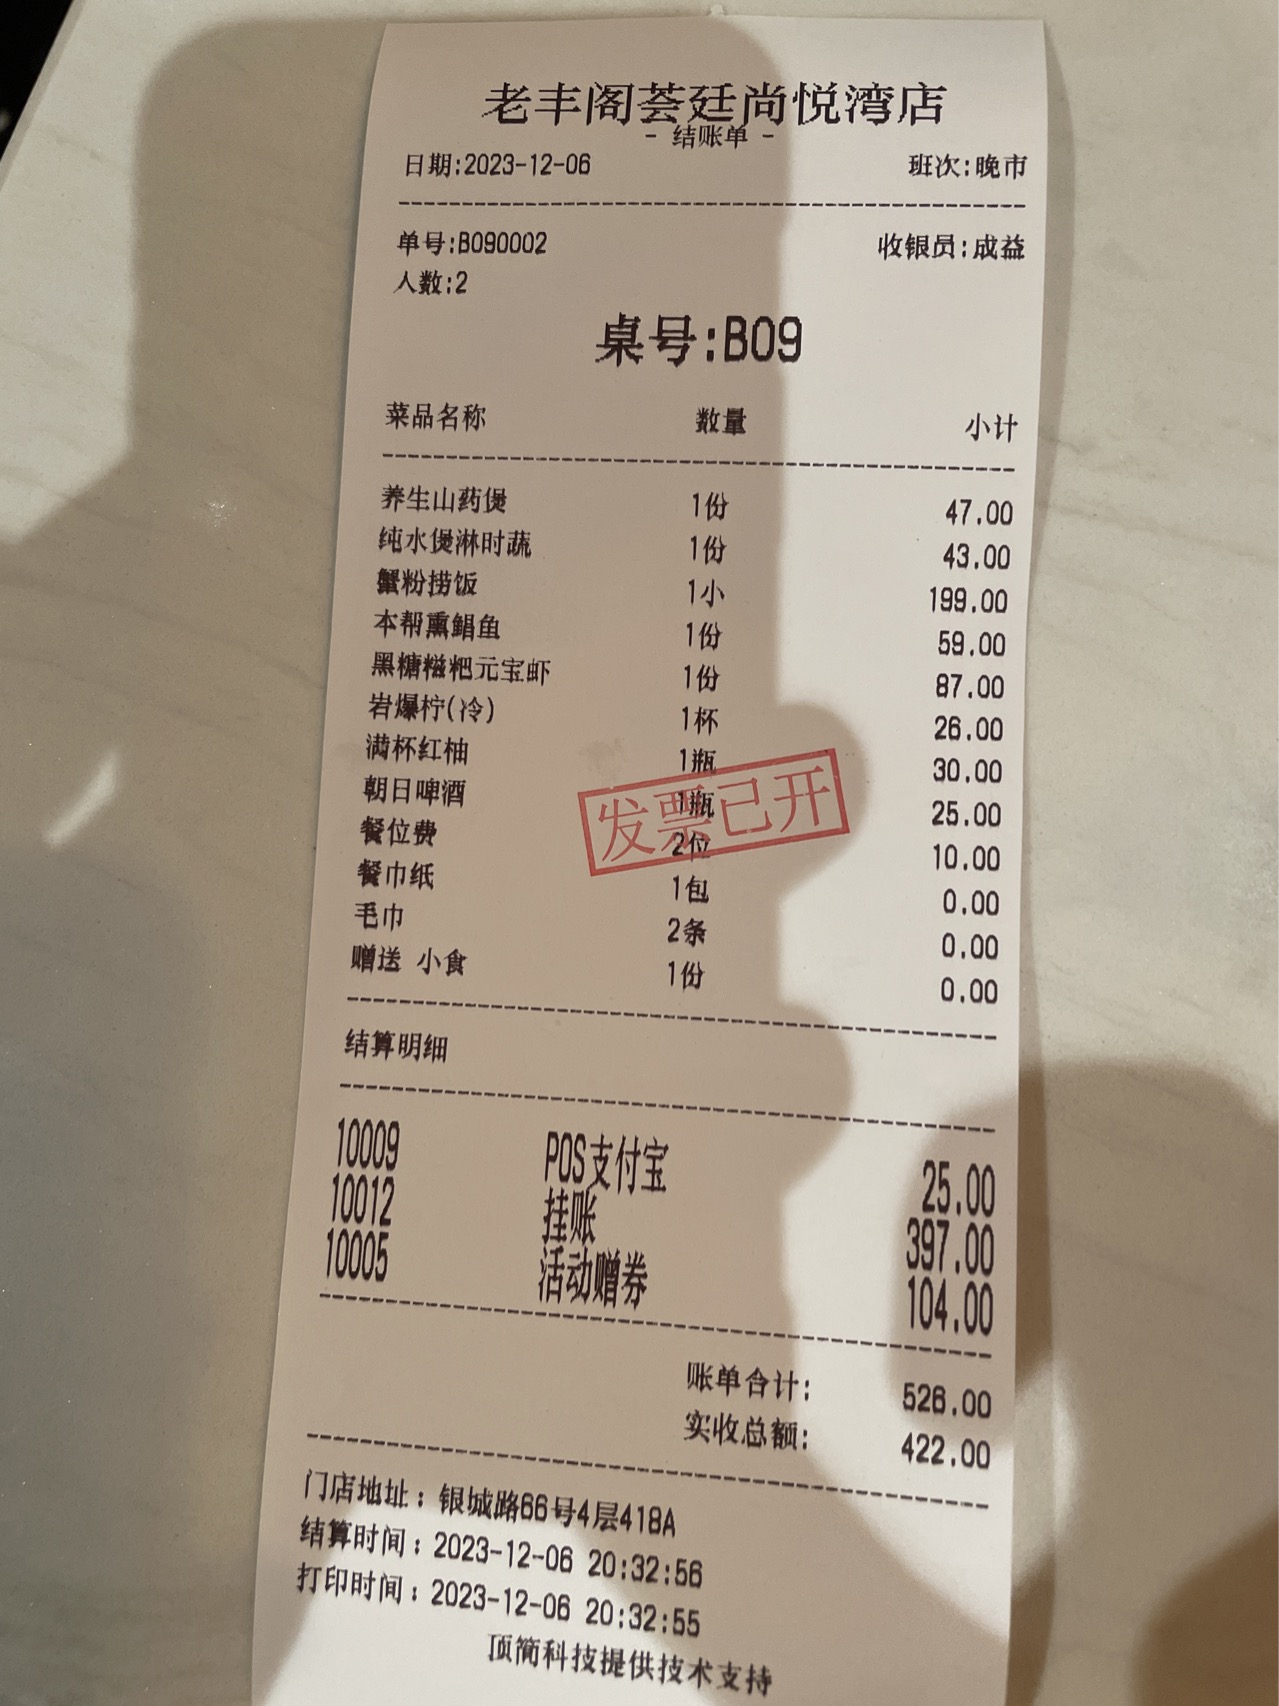 老丰阁荟廷尚悦湾店
- 结账单 -
日期:2023-12-06 班次:晚市
单号:B090002 收银员:成益
人数:2
桌号:B09
菜品名称 数量 小计
养生山药煲 1份 47.00
纯水煲淋时蔬 1份 43.00
蟹粉捞饭 1小 199.00
本帮熏鲳鱼 1份 59.00
黑糖糍粑元宝虾 1份 87.00
岩爆柠(冷) 1杯 26.00
满杯红柚 1瓶 30.00
朝日啤酒 1瓶 25.00
发票已开
餐位费 2位 10.00
餐巾纸 1包 0.00
毛巾 2条 0.00
赠送 小食 1份 0.00
结算明细
10009 POS支付宝 25.00
10012 挂账 397.00
10005 活动赠券 104.00
账单合计: 526.00
实收总额: 422.00
门店地址：银城路66号4层418A
结算时间：2023-12-06 20:32:56
打印时间：2023-12-06 20:32:55
顶简科技提供技术支持